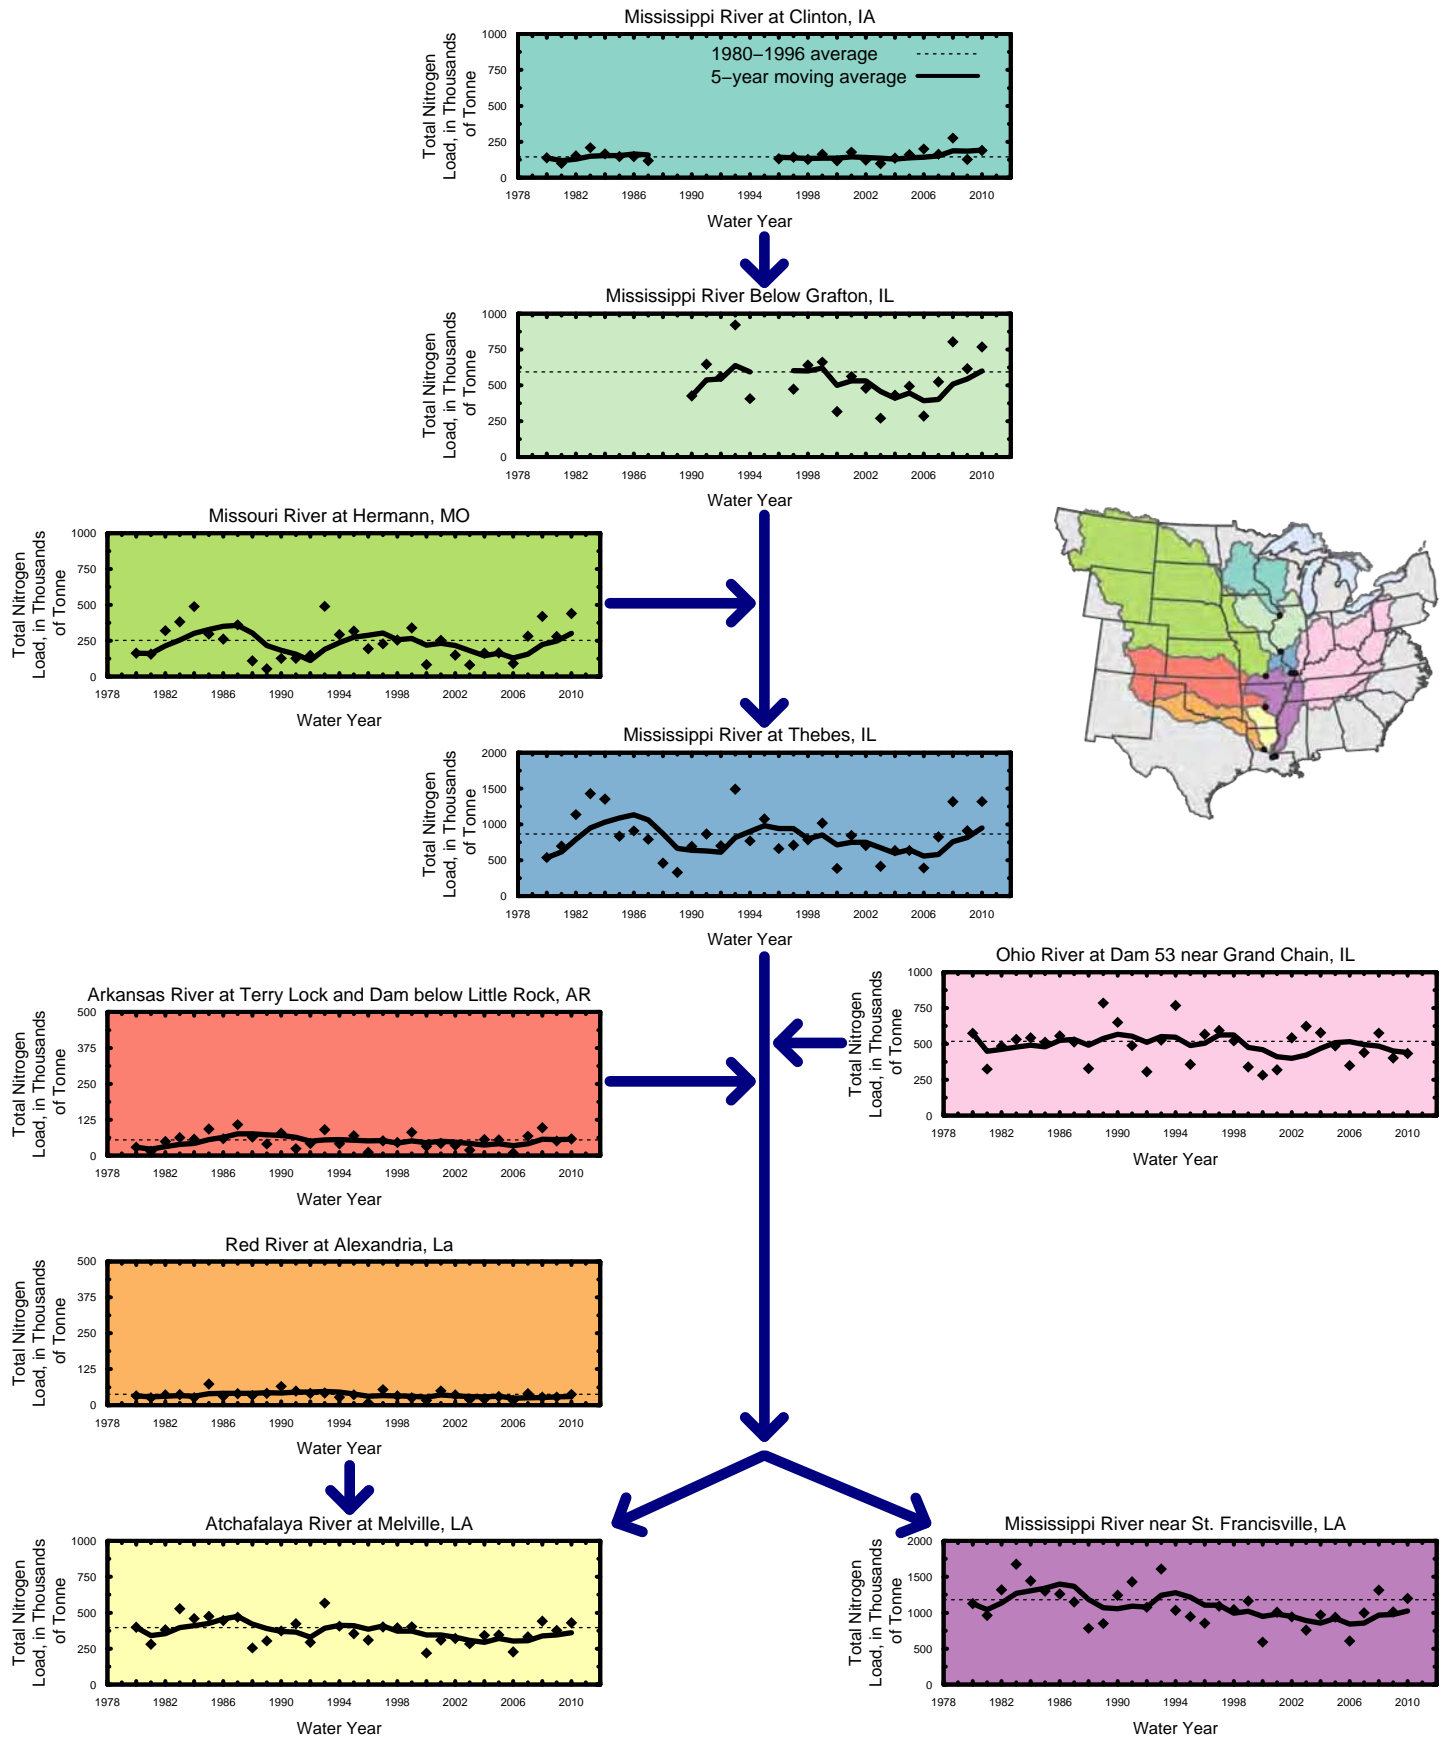 Mississippi River at Clinton, IA
Total Nitrogen
Load, in Thousands
of Tonne
1000
750
500
250
0
1980−1996 average
5−year moving average
1978 1982 1986 1990 1994 1998 2002 2006 2010
Water Year
Mississippi River Below Grafton, IL
Total Nitrogen
Load, in Thousands
of Tonne
1000
750
500
250
0
1978 1982 1986 1990 1994 1998 2002 2006 2010
Water Year
Missouri River at Hermann, MO
Total Nitrogen
Load, in Thousands
of Tonne
1000
750
500
250
0
1978 1982 1986 1990 1994 1998 2002 2006 2010
Water Year
Mississippi River at Thebes, IL
Total Nitrogen
Load, in Thousands
of Tonne
2000
1500
1000
500
0
1978 1982 1986 1990 1994 1998 2002 2006 2010
Water Year
Ohio River at Dam 53 near Grand Chain, IL
Total Nitrogen
Load, in Thousands
of Tonne
1000
750
500
250
0
1978 1982 1986 1990 1994 1998 2002 2006 2010
Water Year
Arkansas River at Terry Lock and Dam below Little Rock, AR
Total Nitrogen
Load, in Thousands
of Tonne
500
375
250
125
0
1978 1982 1986 1990 1994 1998 2002 2006 2010
Water Year
Red River at Alexandria, La
Total Nitrogen
Load, in Thousands
of Tonne
500
375
250
125
0
1978 1982 1986 1990 1994 1998 2002 2006 2010
Water Year
Atchafalaya River at Melville, LA
Total Nitrogen
Load, in Thousands
of Tonne
1000
750
500
250
0
1978 1982 1986 1990 1994 1998 2002 2006 2010
Water Year
Mississippi River near St. Francisville, LA
Total Nitrogen
Load, in Thousands
of Tonne
2000
1500
1000
500
0
1978 1982 1986 1990 1994 1998 2002 2006 2010
Water Year